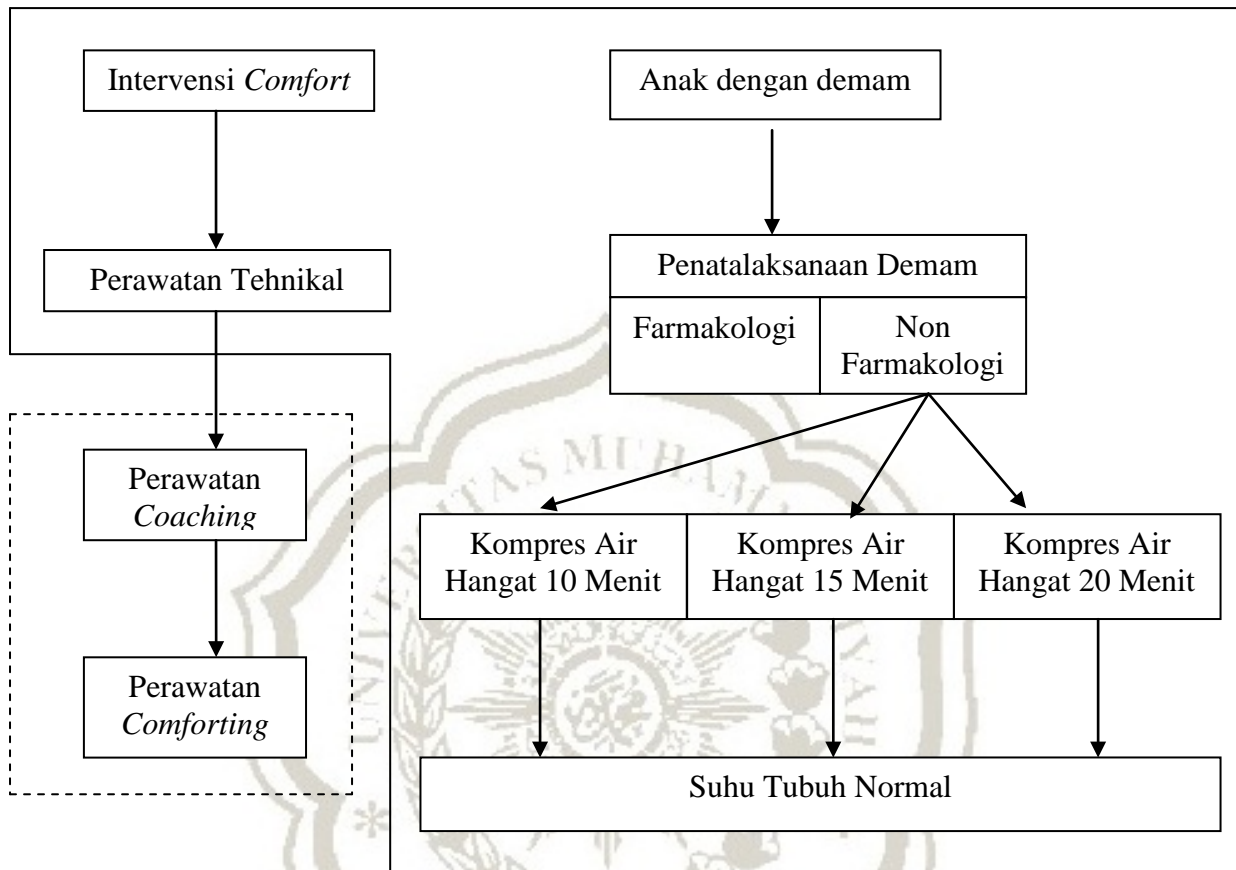 Intervensi Comfort
Perawatan Tehnikal
Perawatan
Coaching
Perawatan
Comforting
Anak dengan demam
Penatalaksanaan Demam
Farmakologi
Non
Farmakologi
Kompres Air
Hangat 10 Menit
Kompres Air
Hangat 15 Menit
Kompres Air
Hangat 20 Menit
Suhu Tubuh Normal